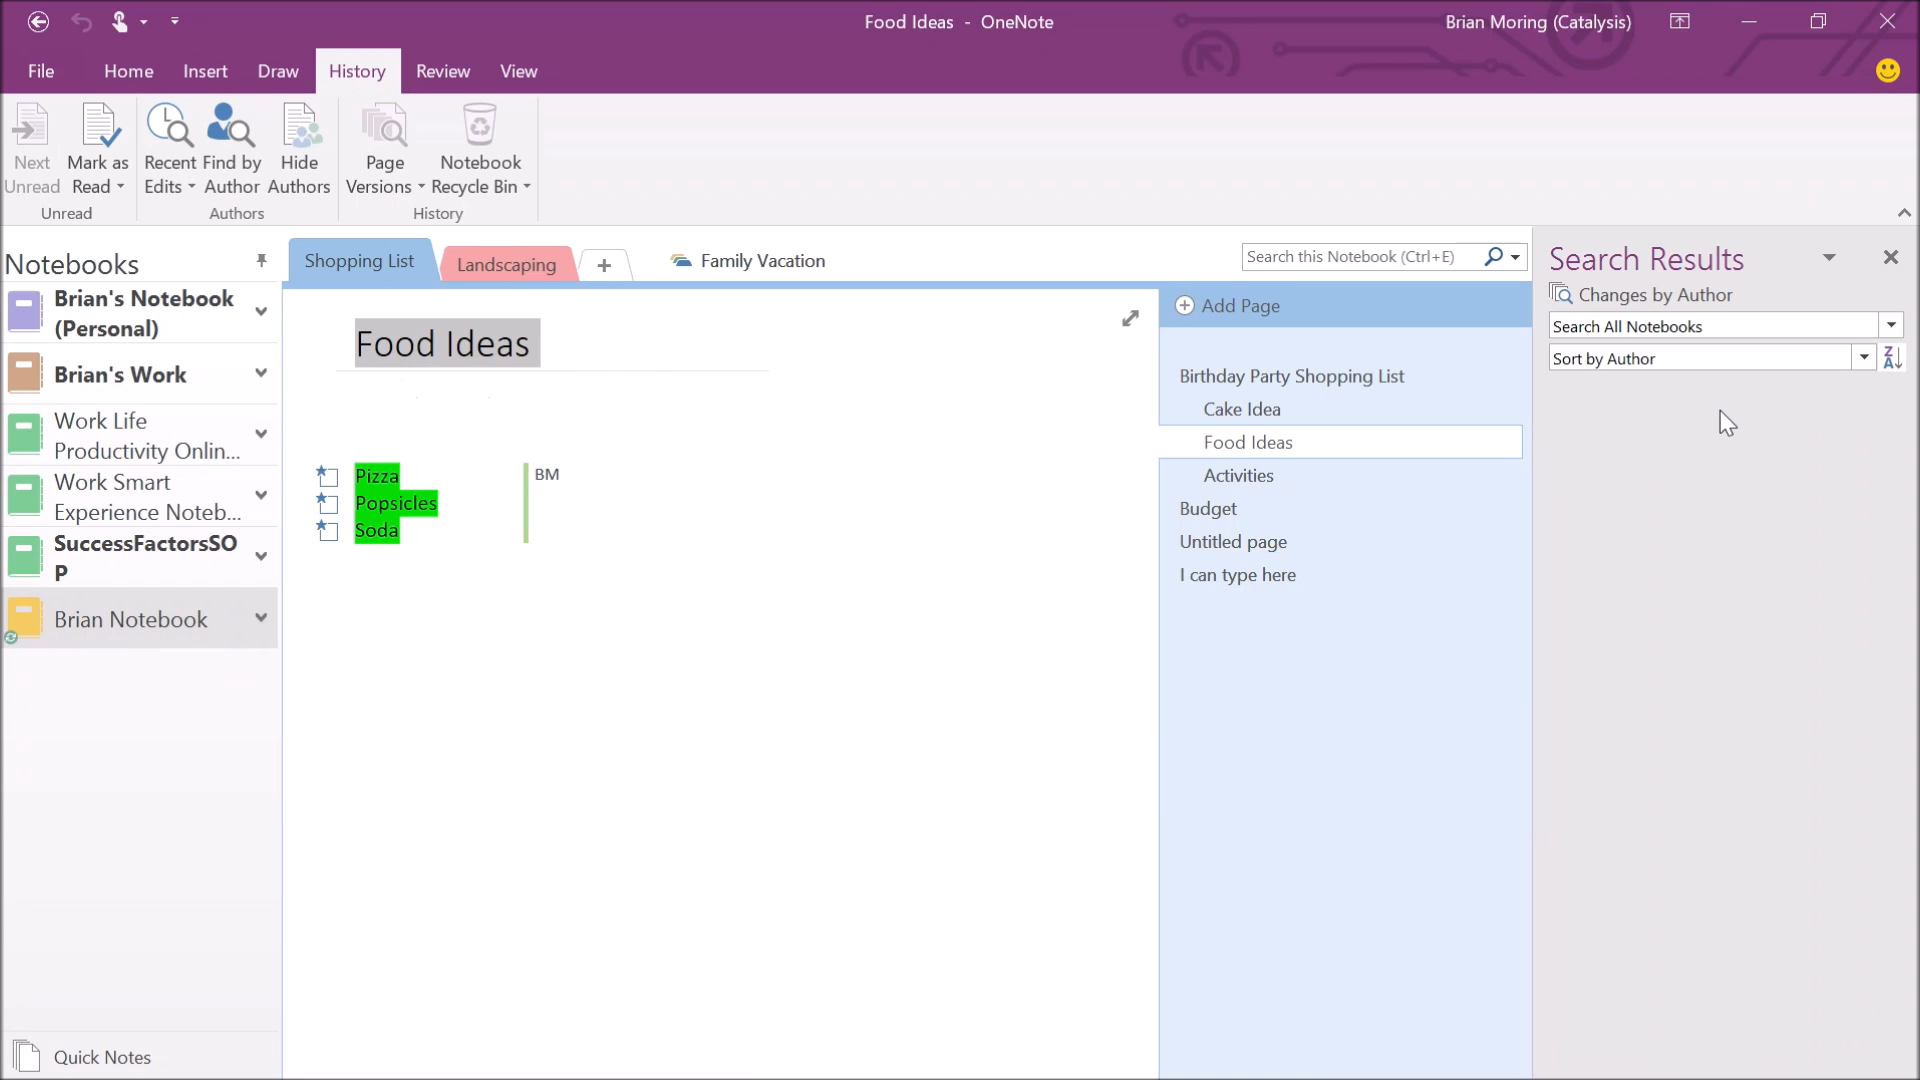 Food Ideas - OneNote
Brian Moring (Catalysis)
File
Home
Insert
Draw
History
Review
View
Next
Unread
Mark as
Read
Recent
Edits
Find by
Author
Hide
Authors
Page
Versions
Notebook
Recycle Bin
Unread
Authors
History
Notebooks
Brian's Notebook
(Personal)
Brian's Work
Work Life
Productivity Onlin...
Work Smart
Experience Noteb...
SuccessFactorsSO
P
Brian Notebook
Quick Notes
Shopping List
Landscaping
Family Vacation
Search this Notebook (Ctrl+E)
Food Ideas
Pizza
Popsicles
Soda
BM
Add Page
Birthday Party Shopping List
Cake Idea
Food Ideas
Activities
Budget
Untitled page
I can type here
Search Results
Changes by Author
Search All Notebooks
Sort by Author
Z
A